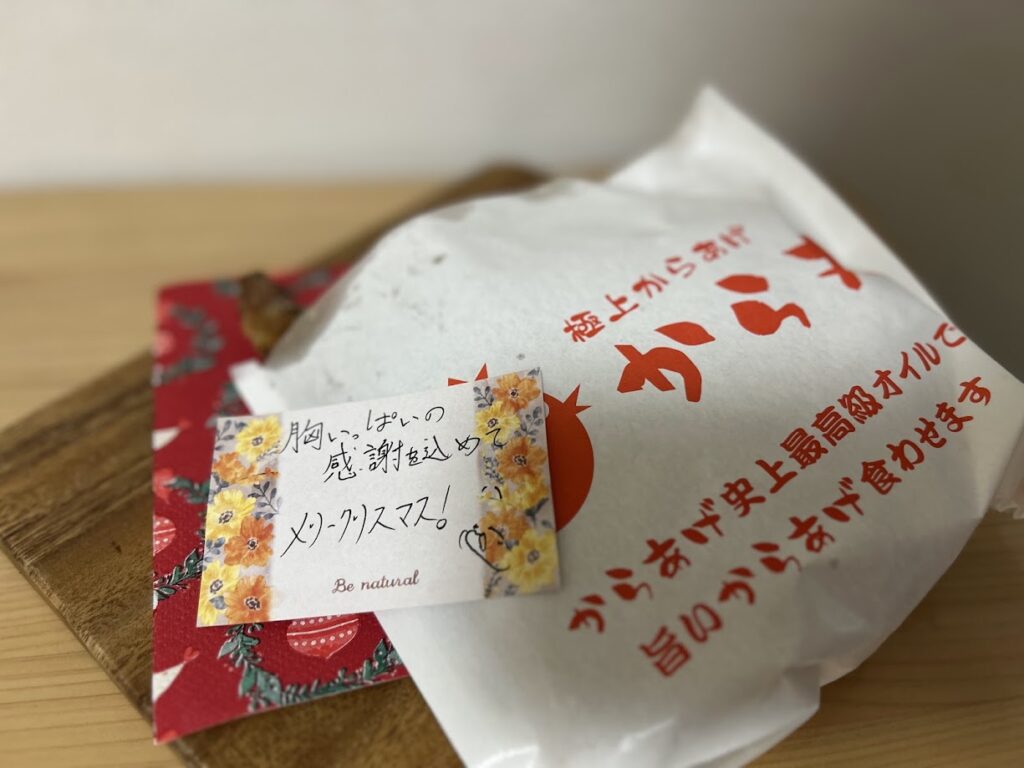 極上からあげ
から
からあげ史上最高級オイルで
旨いからあげ食わせます
胸いっぱいの
感謝を込めて
メリークリスマス!
Be natural